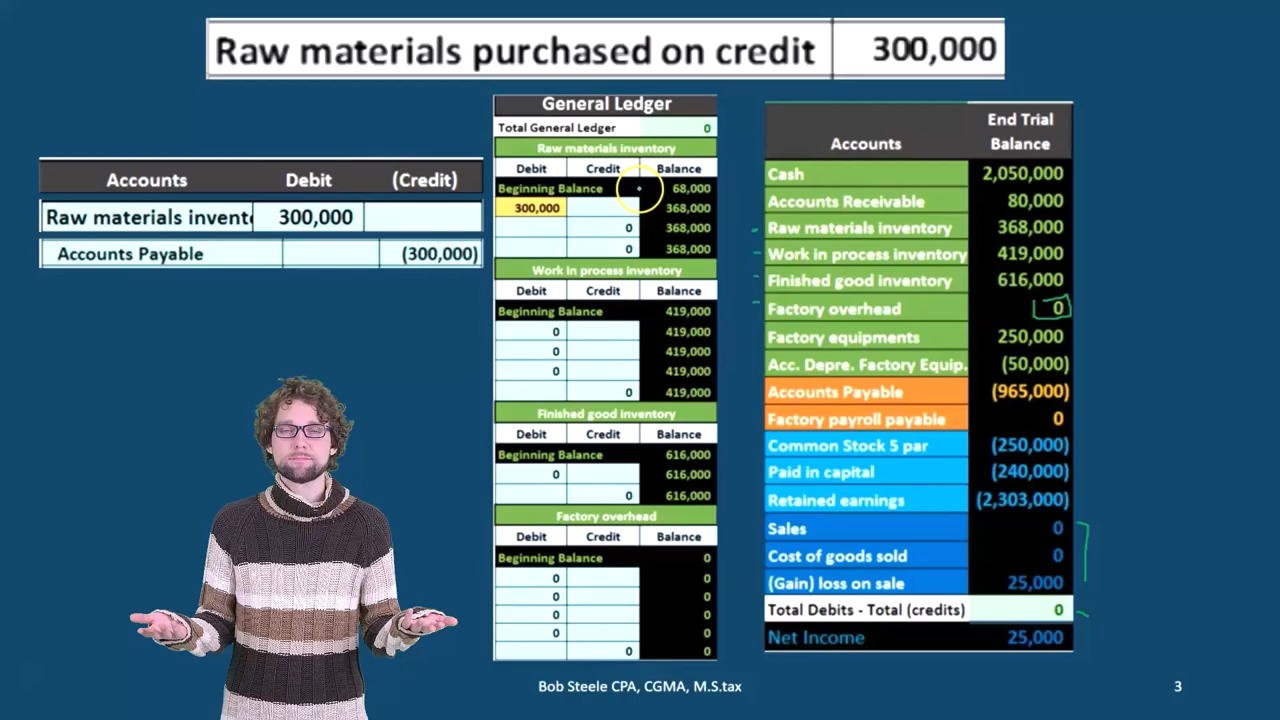 Raw materials purchased on credit 300,000
Accounts Debit (Credit)
Raw materials invento 300,000
Accounts Payable (300,000)
General Ledger
Total General Ledger 0
Raw materials inventory
Debit Credit Balance
Beginning Balance 68,000
300,000 368,000
0 368,000
0 368,000
Work in process inventory
Debit Credit Balance
Beginning Balance 419,000
0 419,000
0 419,000
0 419,000
0 419,000
Finished good inventory
Debit Credit Balance
Beginning Balance 616,000
0 616,000
0 616,000
Factory overhead
Debit Credit Balance
Beginning Balance 0
0 0
0 0
0 0
0 0
0 0
Accounts End Trial Balance
Cash 2,050,000
Accounts Receivable 80,000
Raw materials inventory 368,000
Work in process inventory 419,000
Finished good inventory 616,000
Factory overhead 0
Factory equipments 250,000
Acc. Depre. Factory Equip. (50,000)
Accounts Payable (965,000)
Factory payroll payable 0
Common Stock 5 par (250,000)
Paid in capital (240,000)
Retained earnings (2,303,000)
Sales 0
Cost of goods sold 0
(Gain) loss on sale 25,000
Total Debits - Total (credits) 0
Net Income 25,000
Bob Steele CPA, CGMA, M.S.tax
3